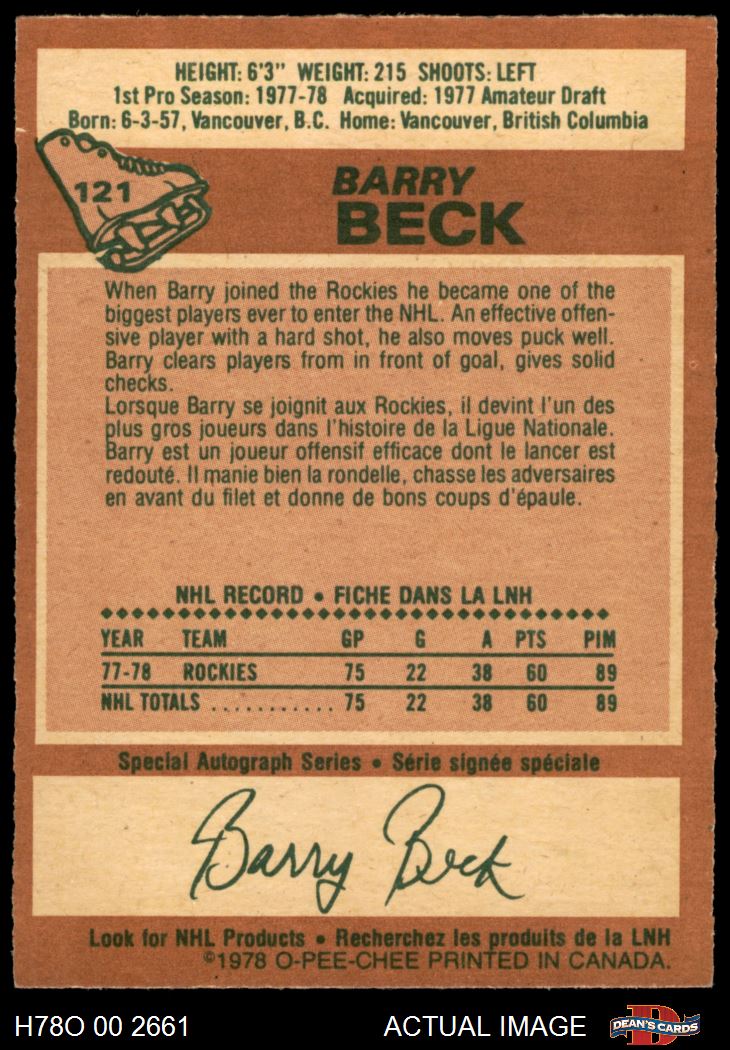 HEIGHT: 6'3" WEIGHT: 215 SHOOTS: LEFT
1st Pro Season: 1977-78 Acquired: 1977 Amateur Draft
Born: 6-3-57, Vancouver, B.C. Home: Vancouver, British Columbia
121
BARRY
BECK
When Barry joined the Rockies he became one of the
biggest players ever to enter the NHL. An effective offen-
sive player with a hard shot, he also moves puck well.
Barry clears players from in front of goal, gives solid
checks.
Lorsque Barry se joignit aux Rockies, il devint l'un des
plus gros joueurs dans l'histoire de la Ligue Nationale.
Barry est un joueur offensif efficace dont le lancer est
redouté. Il manie bien la rondelle, chasse les adversaires
en avant du filet et donne de bons coups d'épaule.
NHL RECORD • FICHE DANS LA LNH
YEAR TEAM GP G A PTS PIM
77-78 ROCKIES 75 22 38 60 89
NHL TOTALS ........... 75 22 38 60 89
Special Autograph Series • Série signée spéciale
Barry Beck
Look for NHL Products • Recherchez les produits de la LNH
©1978 O-PEE-CHEE PRINTED IN CANADA.
H78O 00 2661 ACTUAL IMAGE D DEAN'S CARDS